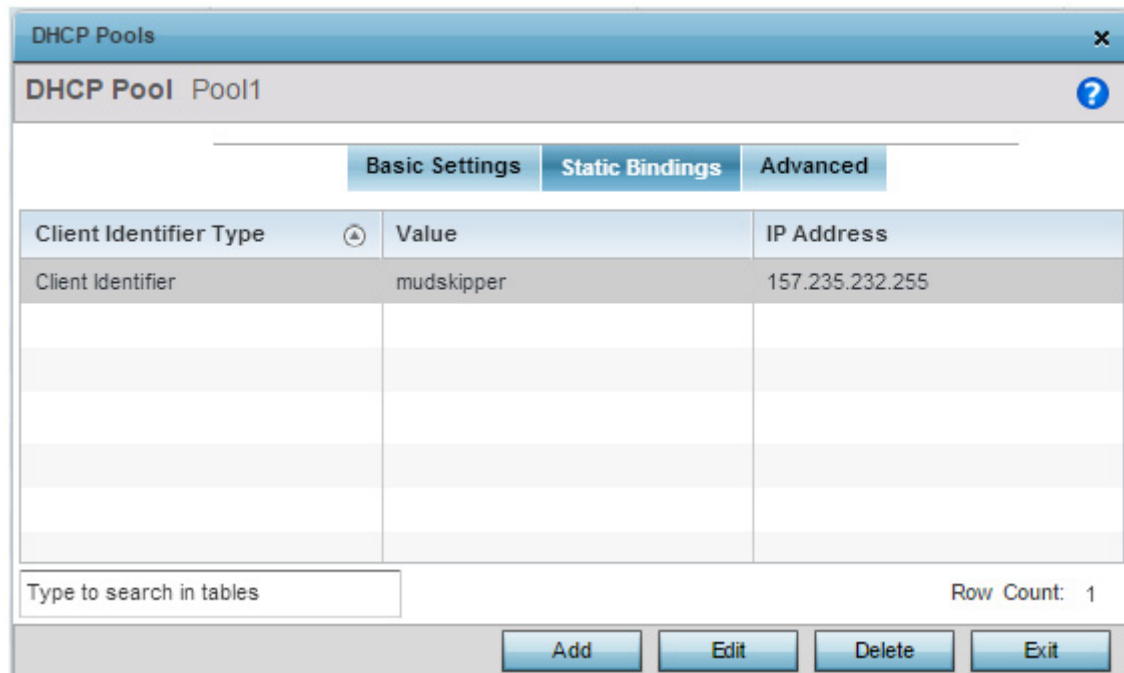 DHCP Pools
DHCP Pool Pool1
Basic Settings Static Bindings Advanced
Client Identifier Type Value IP Address
Client Identifier mudskipper 157.235.232.255
Type to search in tables Row Count: 1
Add Edit Delete Exit